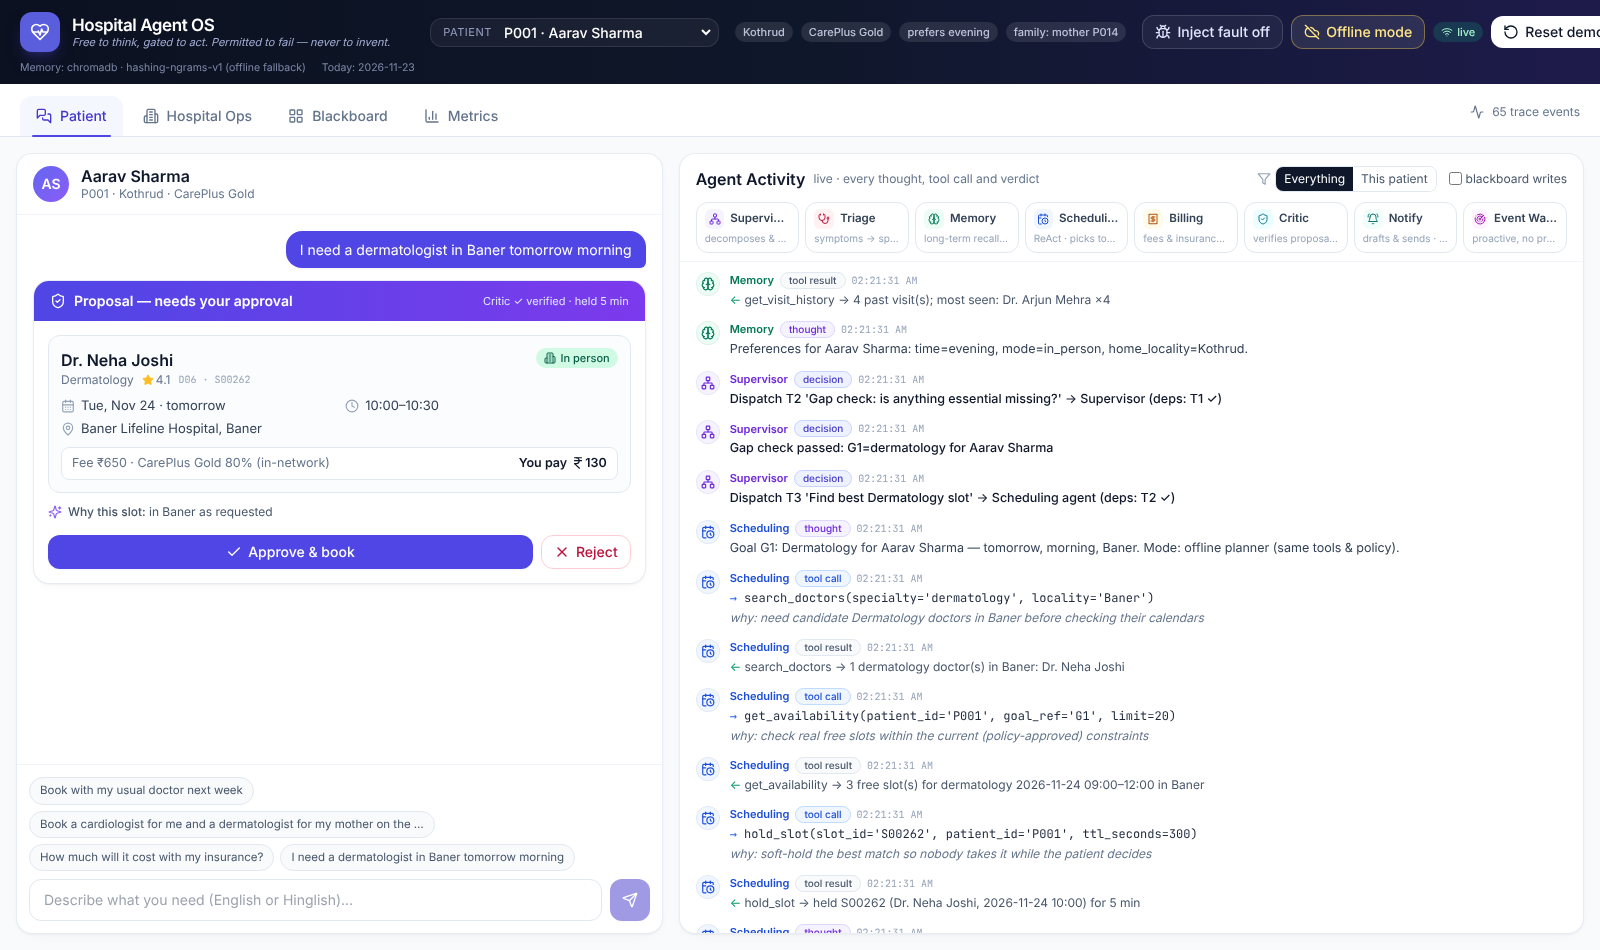 Hospital Agent OS
Free to think, gated to act. Permitted to fail — never to invent.
PATIENT P001 · Aarav Sharma
Kothrud
CarePlus Gold
prefers evening
family: mother P014
Inject fault off
Offline mode
live
Reset demo
Memory: chromadb · hashing-ngrams-v1 (offline fallback) Today: 2026-11-23
Patient
Hospital Ops
Blackboard
Metrics
65 trace events
AS
Aarav Sharma
P001 · Kothrud · CarePlus Gold
I need a dermatologist in Baner tomorrow morning
Proposal — needs your approval
Critic ✓ verified · held 5 min
Dr. Neha Joshi
In person
Dermatology ★ 4.1 D06 · S00262
Tue, Nov 24 · tomorrow
10:00–10:30
Baner Lifeline Hospital, Baner
Fee ₹650 · CarePlus Gold 80% (in-network)
You pay ₹ 130
Why this slot: in Baner as requested
Approve & book
Reject
Book with my usual doctor next week
Book a cardiologist for me and a dermatologist for my mother on the ...
How much will it cost with my insurance?
I need a dermatologist in Baner tomorrow morning
Describe what you need (English or Hinglish)...
Agent Activity live · every thought, tool call and verdict
Everything
This patient
blackboard writes
Supervi...
decomposes & ...
Triage
symptoms → sp...
Memory
long-term recall...
Scheduli...
ReAct · picks to...
Billing
fees & insuranc...
Critic
verifies proposa...
Notify
drafts & sends · ...
Event Wa...
proactive, no pr...
Memory tool result 02:21:31 AM
← get_visit_history → 4 past visit(s); most seen: Dr. Arjun Mehra ×4
Memory thought 02:21:31 AM
Preferences for Aarav Sharma: time=evening, mode=in_person, home_locality=Kothrud.
Supervisor decision 02:21:31 AM
Dispatch T2 'Gap check: is anything essential missing?' → Supervisor (deps: T1 ✓)
Supervisor decision 02:21:31 AM
Gap check passed: G1=dermatology for Aarav Sharma
Supervisor decision 02:21:31 AM
Dispatch T3 'Find best Dermatology slot' → Scheduling agent (deps: T2 ✓)
Scheduling thought 02:21:31 AM
Goal G1: Dermatology for Aarav Sharma — tomorrow, morning, Baner. Mode: offline planner (same tools & policy).
Scheduling tool call 02:21:31 AM
→ search_doctors(specialty='dermatology', locality='Baner')
why: need candidate Dermatology doctors in Baner before checking their calendars
Scheduling tool result 02:21:31 AM
← search_doctors → 1 dermatology doctor(s) in Baner: Dr. Neha Joshi
Scheduling tool call 02:21:31 AM
→ get_availability(patient_id='P001', goal_ref='G1', limit=20)
why: check real free slots within the current (policy-approved) constraints
Scheduling tool result 02:21:31 AM
← get_availability → 3 free slot(s) for dermatology 2026-11-24 09:00–12:00 in Baner
Scheduling tool call 02:21:31 AM
→ hold_slot(slot_id='S00262', patient_id='P001', ttl_seconds=300)
why: soft-hold the best match so nobody takes it while the patient decides
Scheduling tool result 02:21:31 AM
← hold_slot → held S00262 (Dr. Neha Joshi, 2026-11-24 10:00) for 5 min
Scheduling thought 02:21:31 AM